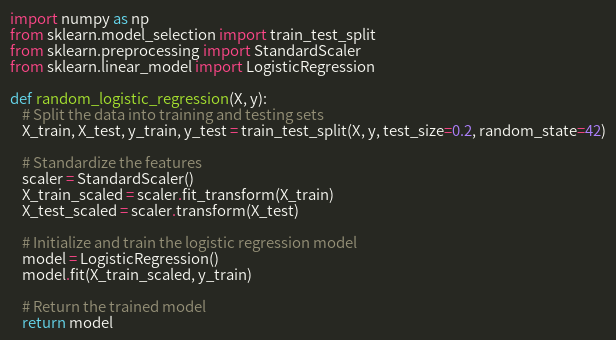 import numpy as np
from sklearn.model_selection import train_test_split
from sklearn.preprocessing import StandardScaler
from sklearn.linear_model import LogisticRegression

def random_logistic_regression(X, y):
    # Split the data into training and testing sets
    X_train, X_test, y_train, y_test = train_test_split(X, y, test_size=0.2, random_state=42)

    # Standardize the features
    scaler = StandardScaler()
    X_train_scaled = scaler.fit_transform(X_train)
    X_test_scaled = scaler.transform(X_test)

    # Initialize and train the logistic regression model
    model = LogisticRegression()
    model.fit(X_train_scaled, y_train)

    # Return the trained model
    return model